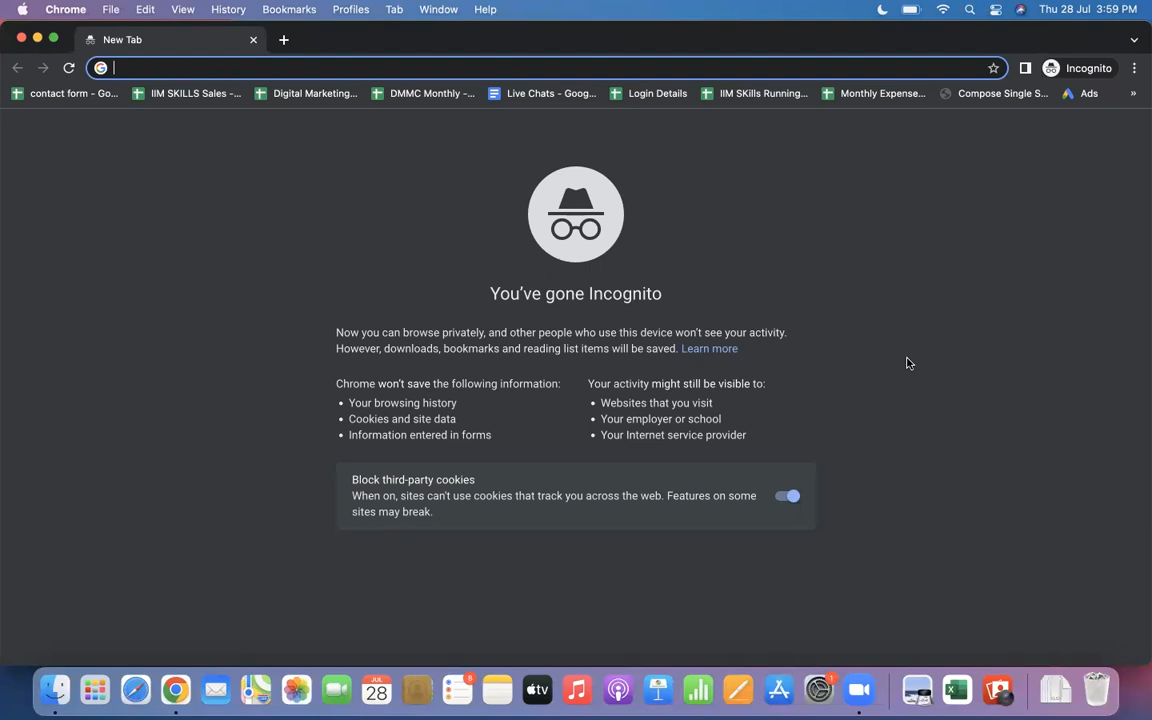 Chrome File Edit View History Bookmarks Profiles Tab Window Help Thu 28 Jul 3:59 PM
New Tab
Incognito
contact form - Go... IIM SKILLS Sales -... Digital Marketing... DMMC Monthly -... Live Chats - Goog... Login Details IIM SKills Running... Monthly Expense... Compose Single S... Ads »
You've gone Incognito
Now you can browse privately, and other people who use this device won't see your activity.
However, downloads, bookmarks and reading list items will be saved. Learn more
Chrome won't save the following information:
• Your browsing history
• Cookies and site data
• Information entered in forms
Your activity might still be visible to:
• Websites that you visit
• Your employer or school
• Your Internet service provider
Block third-party cookies
When on, sites can't use cookies that track you across the web. Features on some
sites may break.
JUL
28
6
tv
1